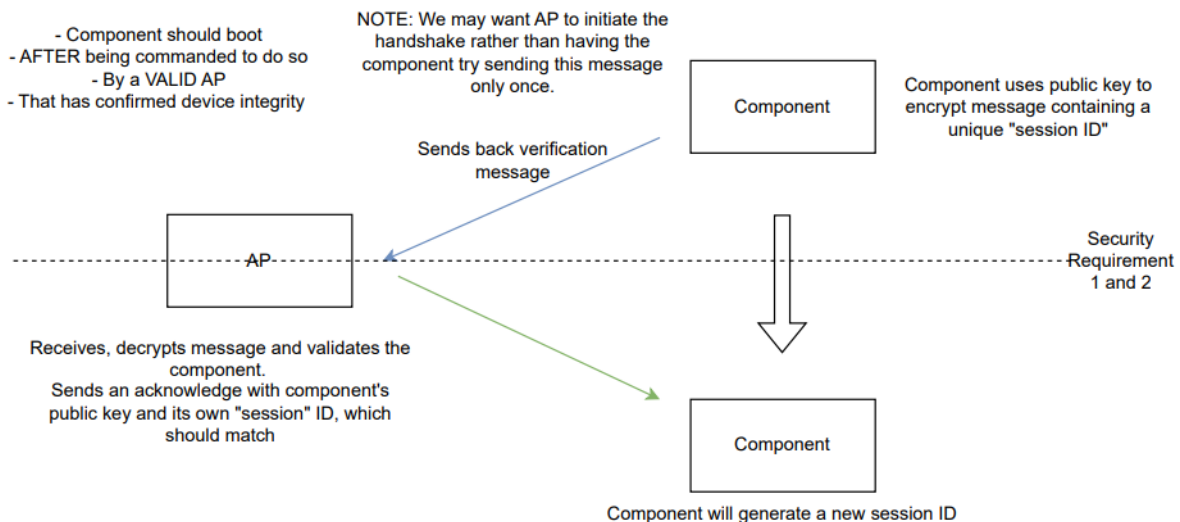 - Component should boot
- AFTER being commanded to do so
- By a VALID AP
- That has confirmed device integrity
NOTE: We may want AP to initiate the
handshake rather than having the
component try sending this message
only once.
Component
Component uses public key to
encrypt message containing a
unique "session ID"
Sends back verification
message
AP
Security
Requirement
1 and 2
Receives, decrypts message and validates the
component.
Sends an acknowledge with component's
public key and its own "session" ID, which
should match
Component
Component will generate a new session ID